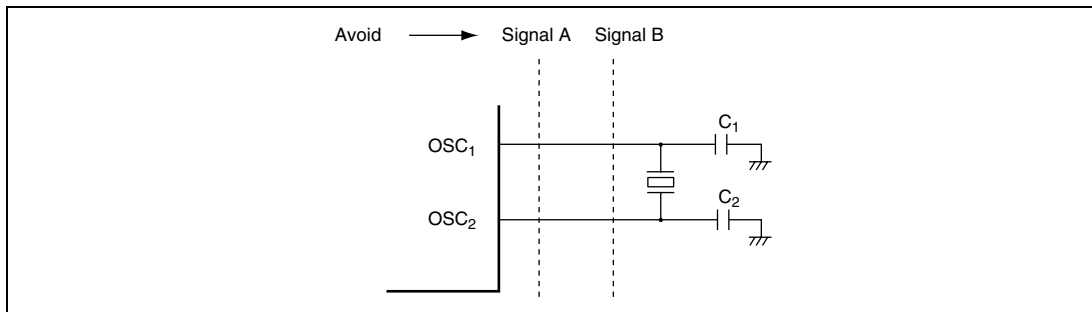 Avoid Signal A Signal B
C₁
OSC₁
C₂
OSC₂